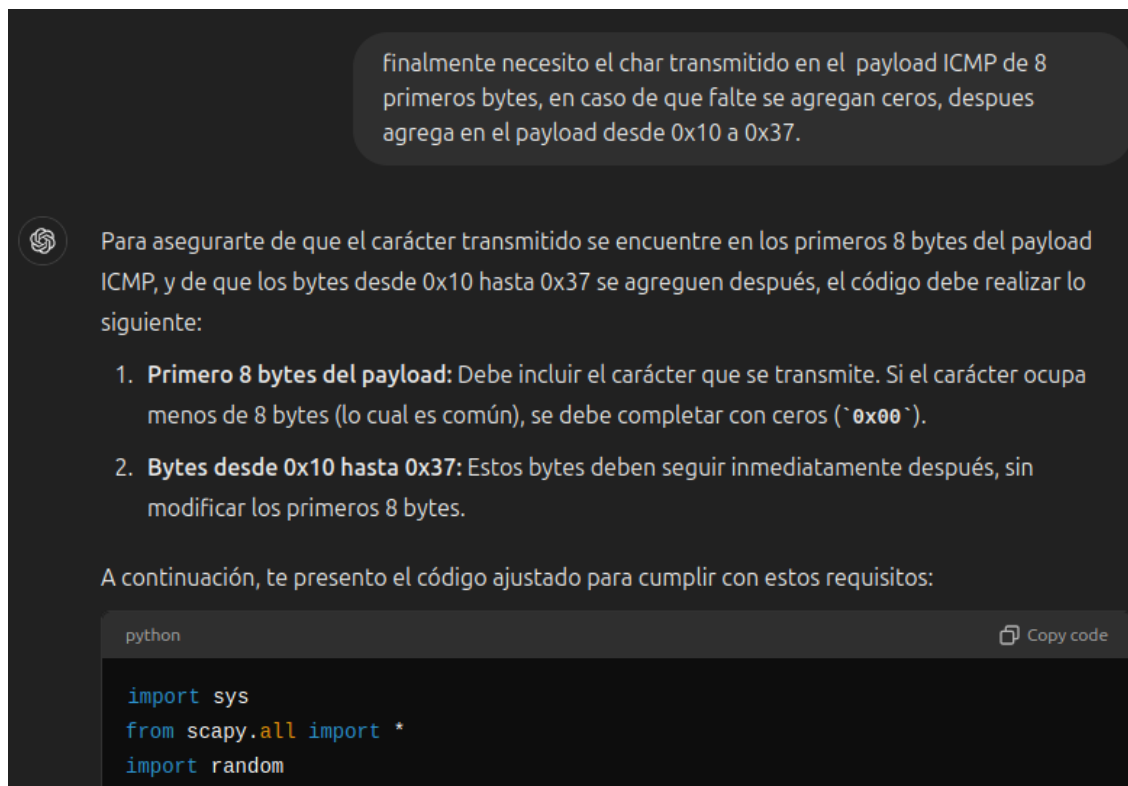 finalmente necesito el char transmitido en el  payload ICMP de 8
primeros bytes, en caso de que falte se agregan ceros, despues
agrega en el payload desde 0x10 a 0x37.
Para asegurarte de que el carácter transmitido se encuentre en los primeros 8 bytes del payload
ICMP, y de que los bytes desde 0x10 hasta 0x37 se agreguen después, el código debe realizar lo
siguiente:
1. Primero 8 bytes del payload: Debe incluir el carácter que se transmite. Si el carácter ocupa
menos de 8 bytes (lo cual es común), se debe completar con ceros (`0x00`).
2. Bytes desde 0x10 hasta 0x37: Estos bytes deben seguir inmediatamente después, sin
modificar los primeros 8 bytes.
A continuación, te presento el código ajustado para cumplir con estos requisitos:
python Copy code
import sys
from scapy.all import *
import random